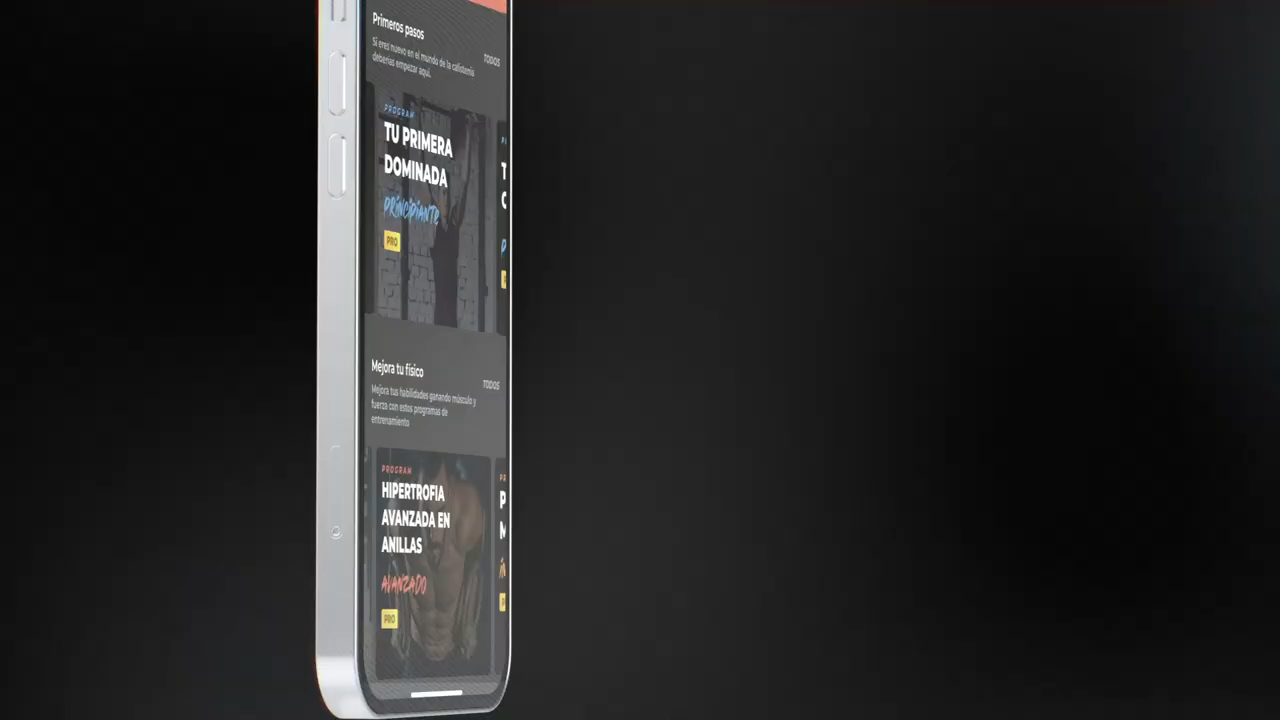 Primeros pasos
Si eres nuevo en el mundo de la calistenia
deberías empezar aquí.
TODOS
PROGRAM
TU PRIMERA
DOMINADA
PRINCIPIANTE
PRO
Mejora tu físico
TODOS
Mejora tus habilidades ganando músculo y
fuerza con estos programas de
entrenamiento
PROGRAM
HIPERTROFIA
AVANZADA EN
ANILLAS
AVANZADO
PRO